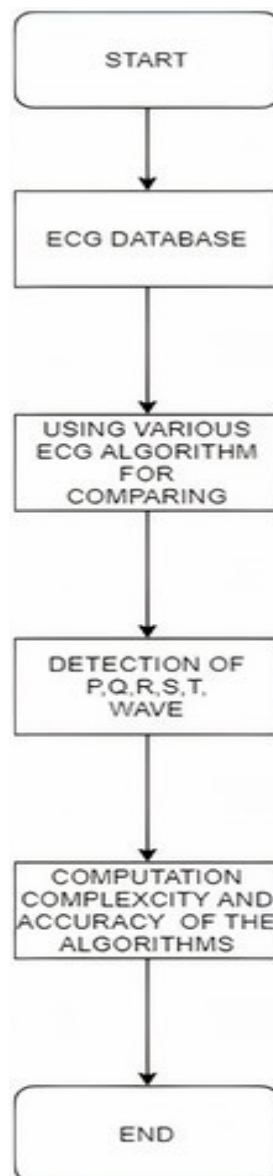 START
ECG DATABASE
USING VARIOUS
ECG ALGORITHM
FOR
COMPARING
DETECTION OF
P,Q,R,S,T,
WAVE
COMPUTATION
COMPLEXCITY AND
ACCURACY OF THE
ALGORITHMS
END